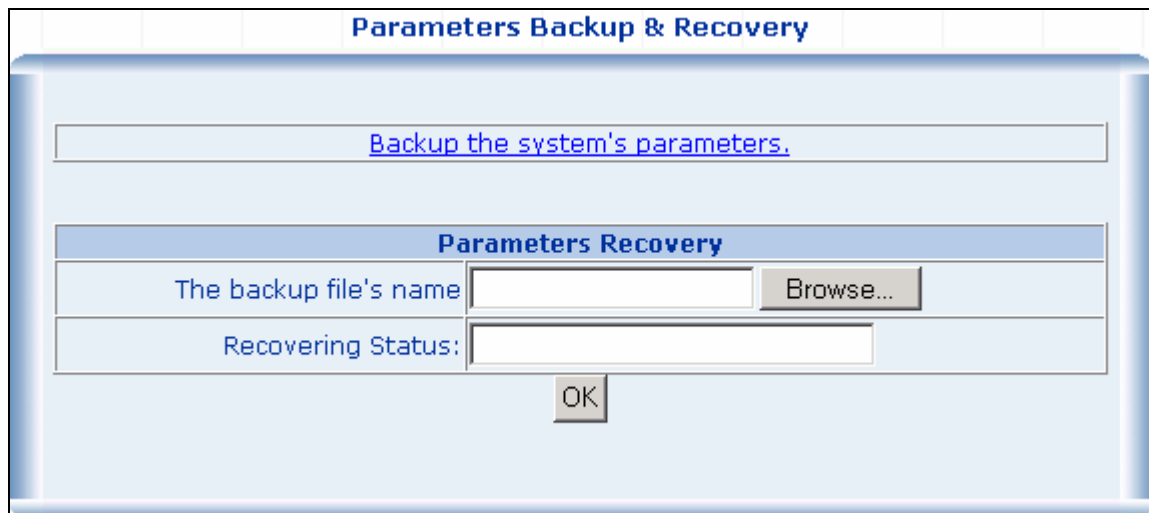 Parameters Backup & Recovery
Backup the system's parameters.
Parameters Recovery
The backup file's name Browse...
Recovering Status:
OK